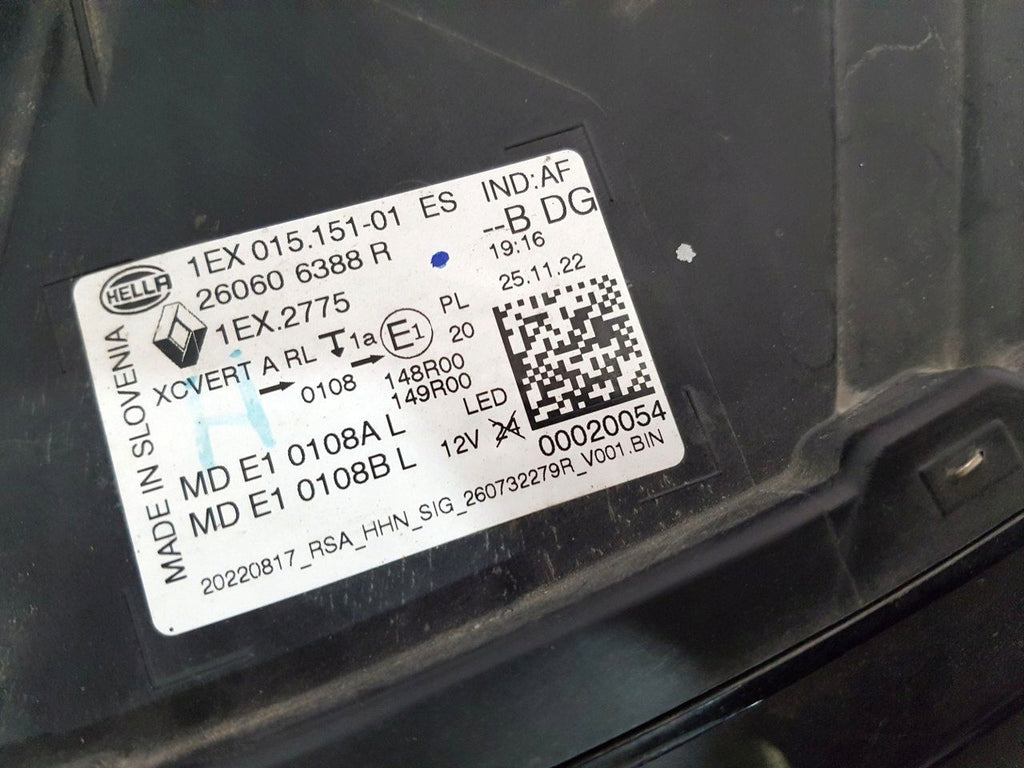 HELLA
1EX 015.151-01 ES IND:AF
26060 6388 R --B DG
1EX.2775 19:16
25.11.22
XCVERT A RL T 1a E1 PL
0108 148R00 20
149R00
MD E1 0108A L LED
MD E1 0108B L 12V 24 00020054
20220817_RSA_HHN_SIG_260732279R_V001.BIN
MADE IN SLOVENIA
H